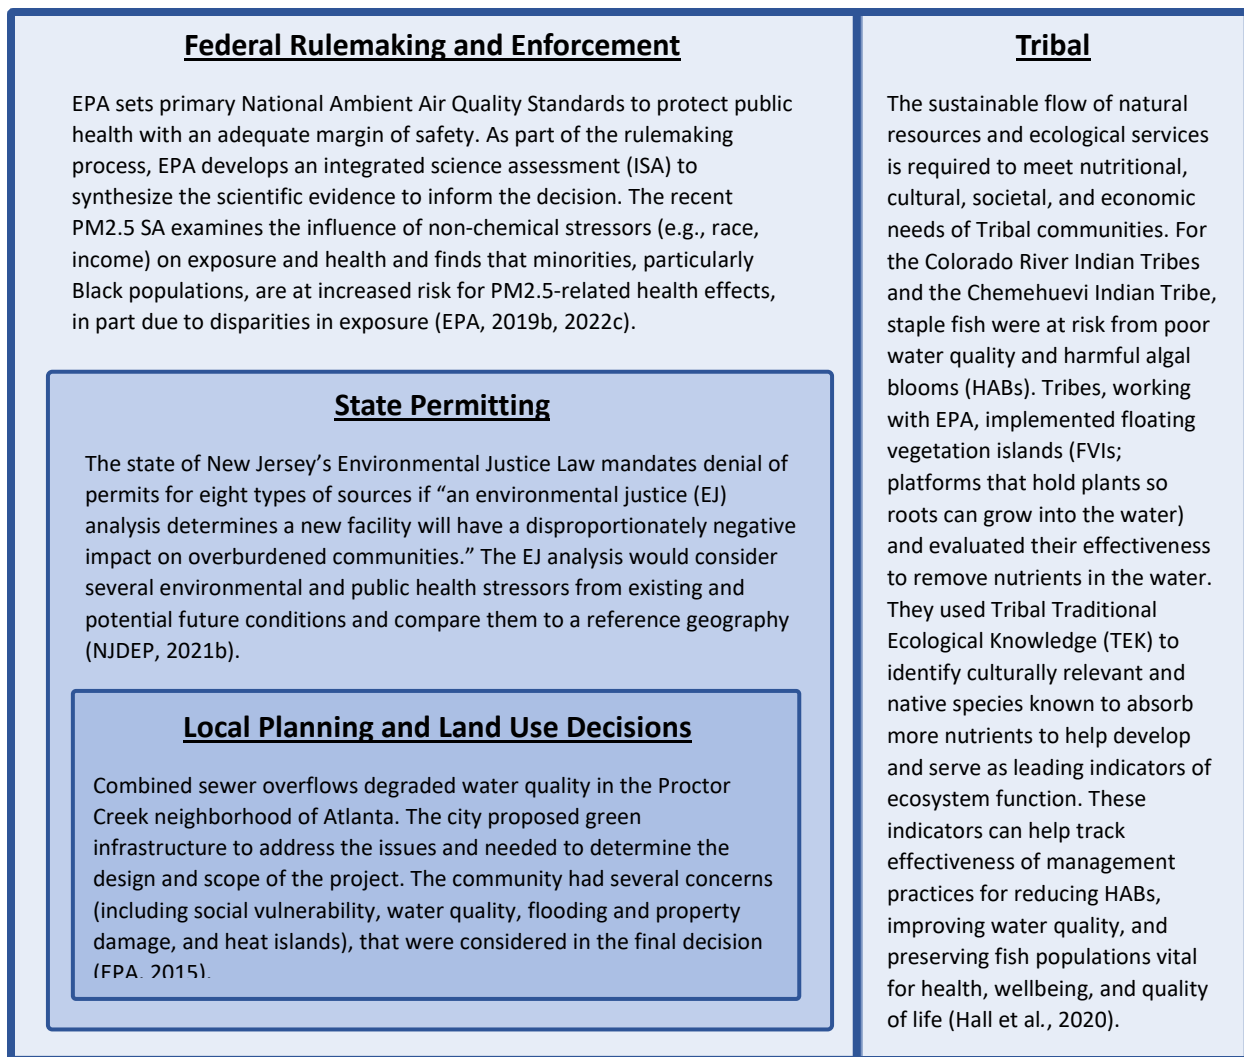 Federal Rulemaking and Enforcement
EPA sets primary National Ambient Air Quality Standards to protect public
health with an adequate margin of safety. As part of the rulemaking
process, EPA develops an integrated science assessment (ISA) to
synthesize the scientific evidence to inform the decision. The recent
PM2.5 SA examines the influence of non-chemical stressors (e.g., race,
income) on exposure and health and finds that minorities, particularly
Black populations, are at increased risk for PM2.5-related health effects,
in part due to disparities in exposure (EPA, 2019b, 2022c).
State Permitting
The state of New Jersey’s Environmental Justice Law mandates denial of
permits for eight types of sources if “an environmental justice (EJ)
analysis determines a new facility will have a disproportionately negative
impact on overburdened communities.” The EJ analysis would consider
several environmental and public health stressors from existing and
potential future conditions and compare them to a reference geography
(NJDEP, 2021b).
Local Planning and Land Use Decisions
Combined sewer overflows degraded water quality in the Proctor
Creek neighborhood of Atlanta. The city proposed green
infrastructure to address the issues and needed to determine the
design and scope of the project. The community had several concerns
(including social vulnerability, water quality, flooding and property
damage, and heat islands), that were considered in the final decision
(EPA, 2015).
Tribal
The sustainable flow of natural
resources and ecological services
is required to meet nutritional,
cultural, societal, and economic
needs of Tribal communities. For
the Colorado River Indian Tribes
and the Chemehuevi Indian Tribe,
staple fish were at risk from poor
water quality and harmful algal
blooms (HABs). Tribes, working
with EPA, implemented floating
vegetation islands (FVIs;
platforms that hold plants so
roots can grow into the water)
and evaluated their effectiveness
to remove nutrients in the water.
They used Tribal Traditional
Ecological Knowledge (TEK) to
identify culturally relevant and
native species known to absorb
more nutrients to help develop
and serve as leading indicators of
ecosystem function. These
indicators can help track
effectiveness of management
practices for reducing HABs,
improving water quality, and
preserving fish populations vital
for health, wellbeing, and quality
of life (Hall et al., 2020).